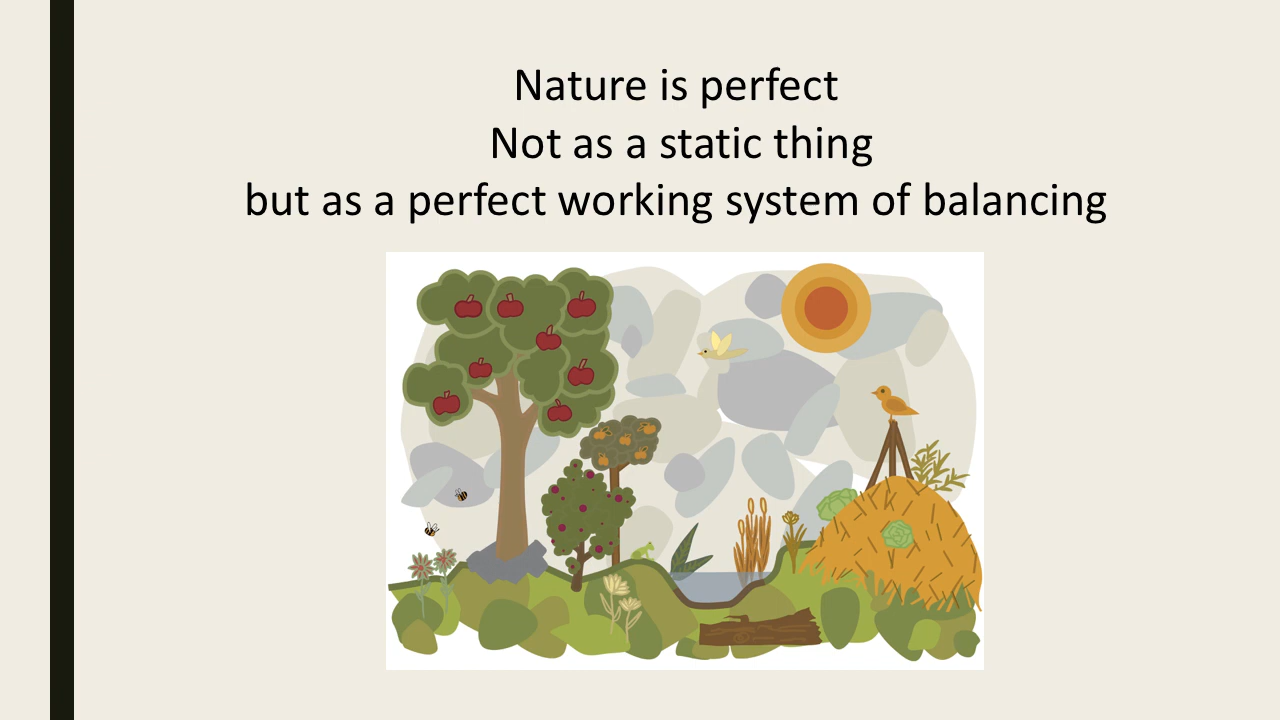 Nature is perfect
Not as a static thing
but as a perfect working system of balancing